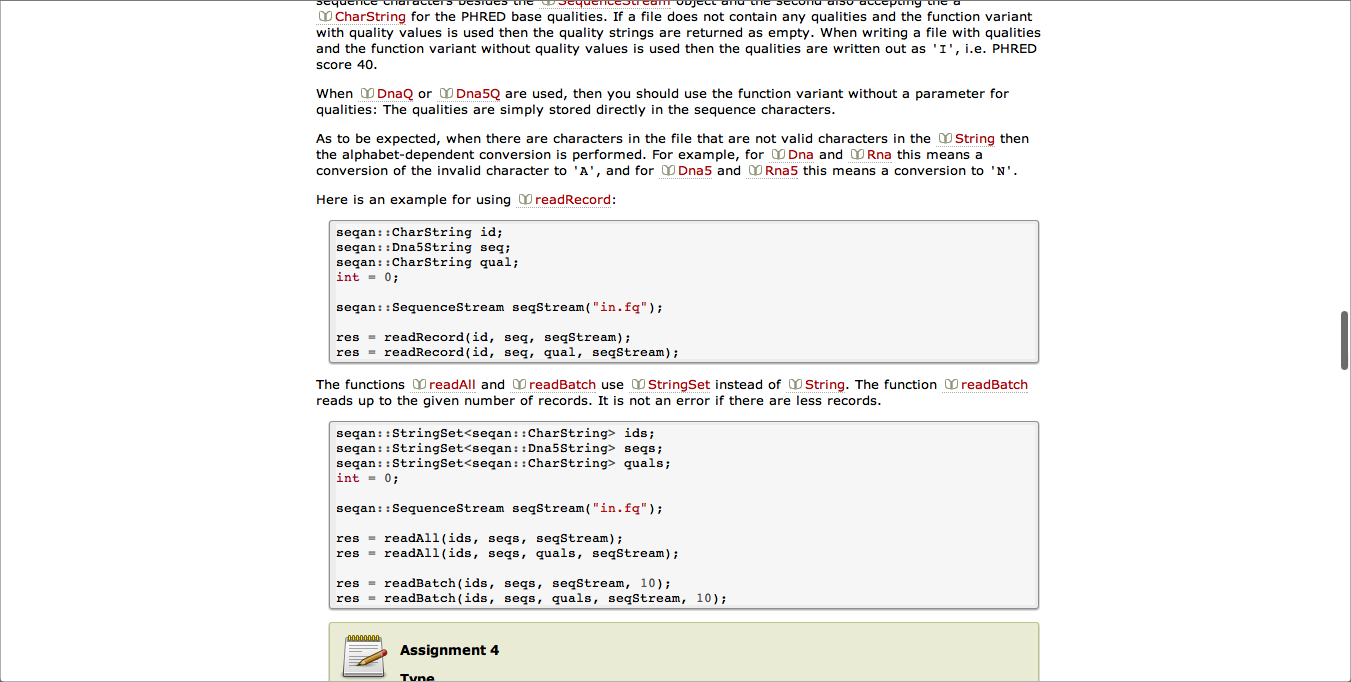 sequence characters besides the SequenceStream object and the second also accepting the a
CharString for the PHRED base qualities. If a file does not contain any qualities and the function variant
with quality values is used then the quality strings are returned as empty. When writing a file with qualities
and the function variant without quality values is used then the qualities are written out as 'I', i.e. PHRED
score 40.
When DnaQ or Dna5Q are used, then you should use the function variant without a parameter for
qualities: The qualities are simply stored directly in the sequence characters.
As to be expected, when there are characters in the file that are not valid characters in the String then
the alphabet-dependent conversion is performed. For example, for Dna and Rna this means a
conversion of the invalid character to 'A', and for Dna5 and Rna5 this means a conversion to 'N'.
Here is an example for using readRecord:
seqan::CharString id;
seqan::Dna5String seq;
seqan::CharString qual;
int = 0;
seqan::SequenceStream seqStream("in.fq");
res = readRecord(id, seq, seqStream);
res = readRecord(id, seq, qual, seqStream);
The functions readAll and readBatch use StringSet instead of String. The function readBatch
reads up to the given number of records. It is not an error if there are less records.
seqan::StringSet<seqan::CharString> ids;
seqan::StringSet<seqan::Dna5String> seqs;
seqan::StringSet<seqan::CharString> quals;
int = 0;
seqan::SequenceStream seqStream("in.fq");
res = readAll(ids, seqs, seqStream);
res = readAll(ids, seqs, quals, seqStream);
res = readBatch(ids, seqs, seqStream, 10);
res = readBatch(ids, seqs, quals, seqStream, 10);
Assignment 4
Type